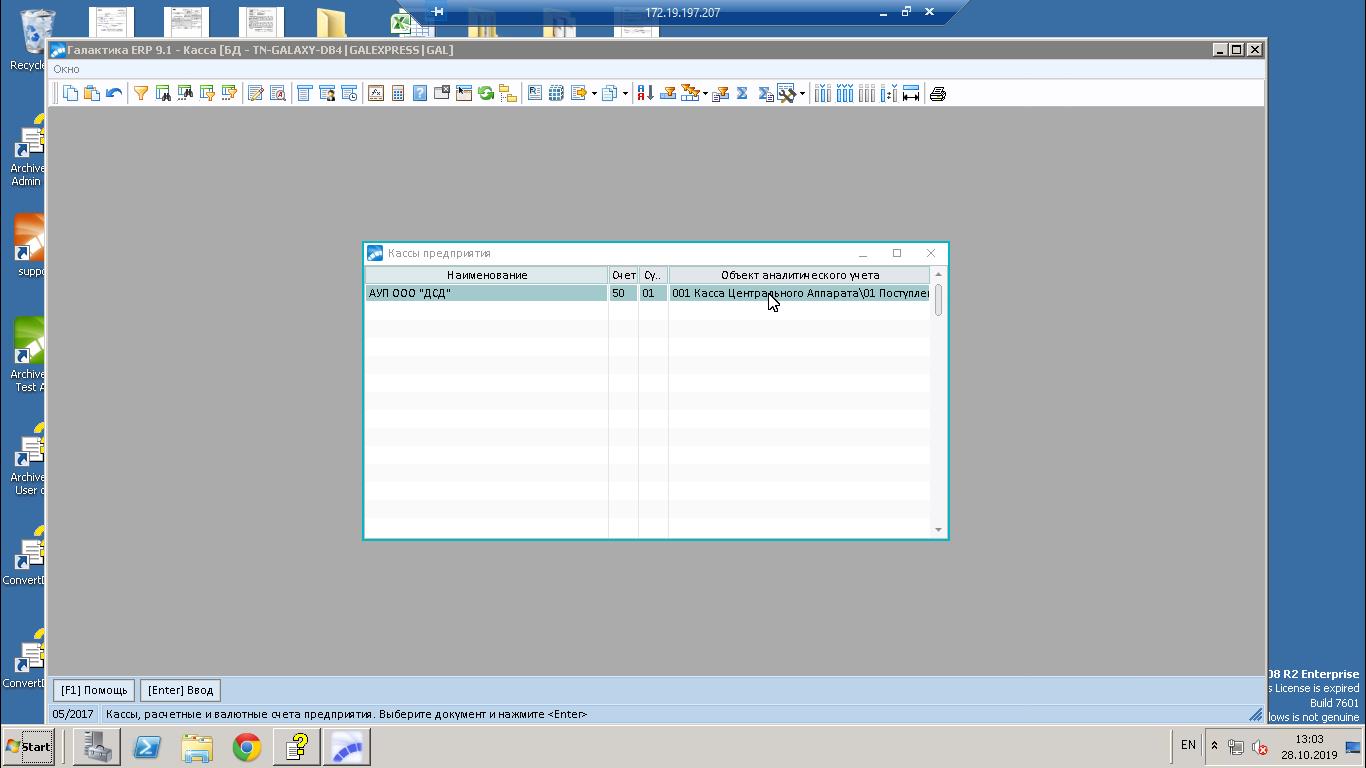 172.19.197.207
Recycle
Галактика ERP 9.1 - Касса [БД - TN-GALAXY-DB4|GALEXPRESS|GAL]
Окно
Archive
Admin
suppo
Archive
Test A
Archive
User c
ConvertD
ConvertD
Кассы предприятия
Наименование Счет Су.. Объект аналитического учета
АУП ООО "ДСД" 50 01 001 Касса Центрального Аппарата\01 Поступлен
[F1] Помощь [Enter] Ввод
05/2017 Кассы, расчетные и валютные счета предприятия. Выберите документ и нажмите <Enter>
08 R2 Enterprise
s License is expired
Build 7601
lows is not genuine
Start EN 13:03
28.10.2019